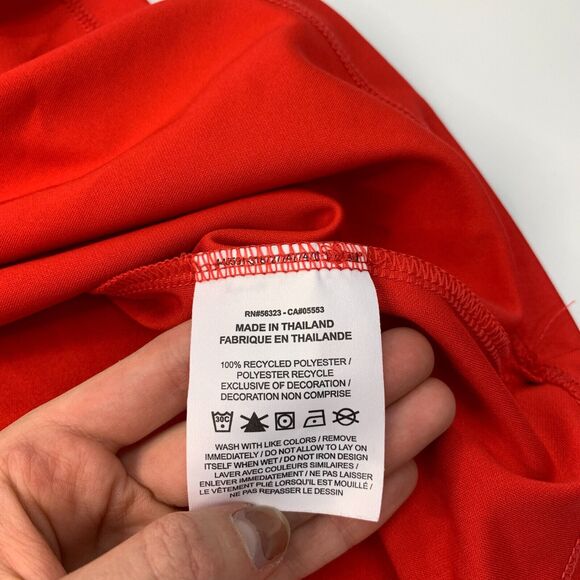 RN#56323 - CA#05553
MADE IN THAILAND
FABRIQUE EN THAILANDE
100% RECYCLED POLYESTER /
POLYESTER RECYCLE
EXCLUSIVE OF DECORATION /
DECORATION NON COMPRISE
30C
WASH WITH LIKE COLORS / REMOVE
IMMEDIATELY / DO NOT ALLOW TO LAY ON
ITSELF WHEN WET / DO NOT IRON DESIGN
LAVER AVEC COULEURS SIMILAIRES /
ENLEVER IMMEDIATEMENT / NE PAS LAISSER
LE VÊTEMENT PLIÉ LORSQU'IL EST MOUILLÉ /
NE PAS REPASSER LE DESSIN